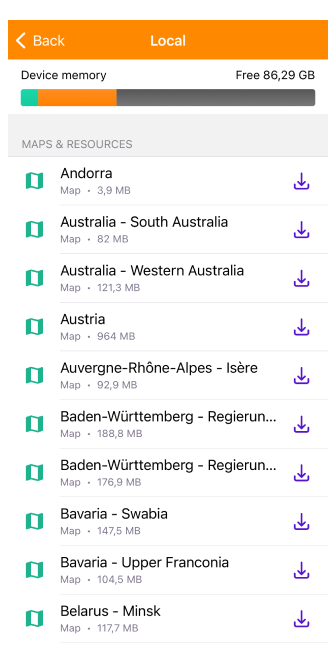 Back
Local
Device memory
Free 86,29 GB
MAPS & RESOURCES
Andorra
Map • 3,9 MB
Australia - South Australia
Map • 82 MB
Australia - Western Australia
Map • 121,3 MB
Austria
Map • 964 MB
Auvergne-Rhône-Alpes - Isère
Map • 92,9 MB
Baden-Württemberg - Regierun...
Map • 188,8 MB
Baden-Württemberg - Regierun...
Map • 176,9 MB
Bavaria - Swabia
Map • 147,5 MB
Bavaria - Upper Franconia
Map • 104,5 MB
Belarus - Minsk
Map • 117,7 MB